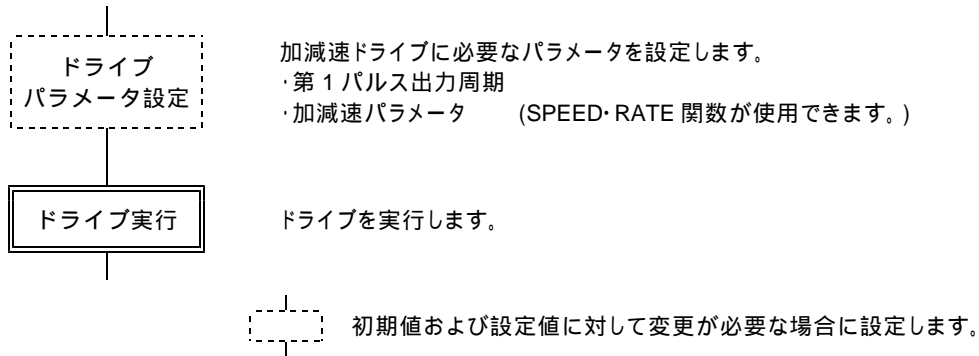 ドライブ
パラメータ設定
加減速ドライブに必要なパラメータを設定します。
・第 1 パルス出力周期
・加減速パラメータ (SPEED・RATE 関数が使用できます。)
ドライブ実行
ドライブを実行します。
初期値および設定値に対して変更が必要な場合に設定します。